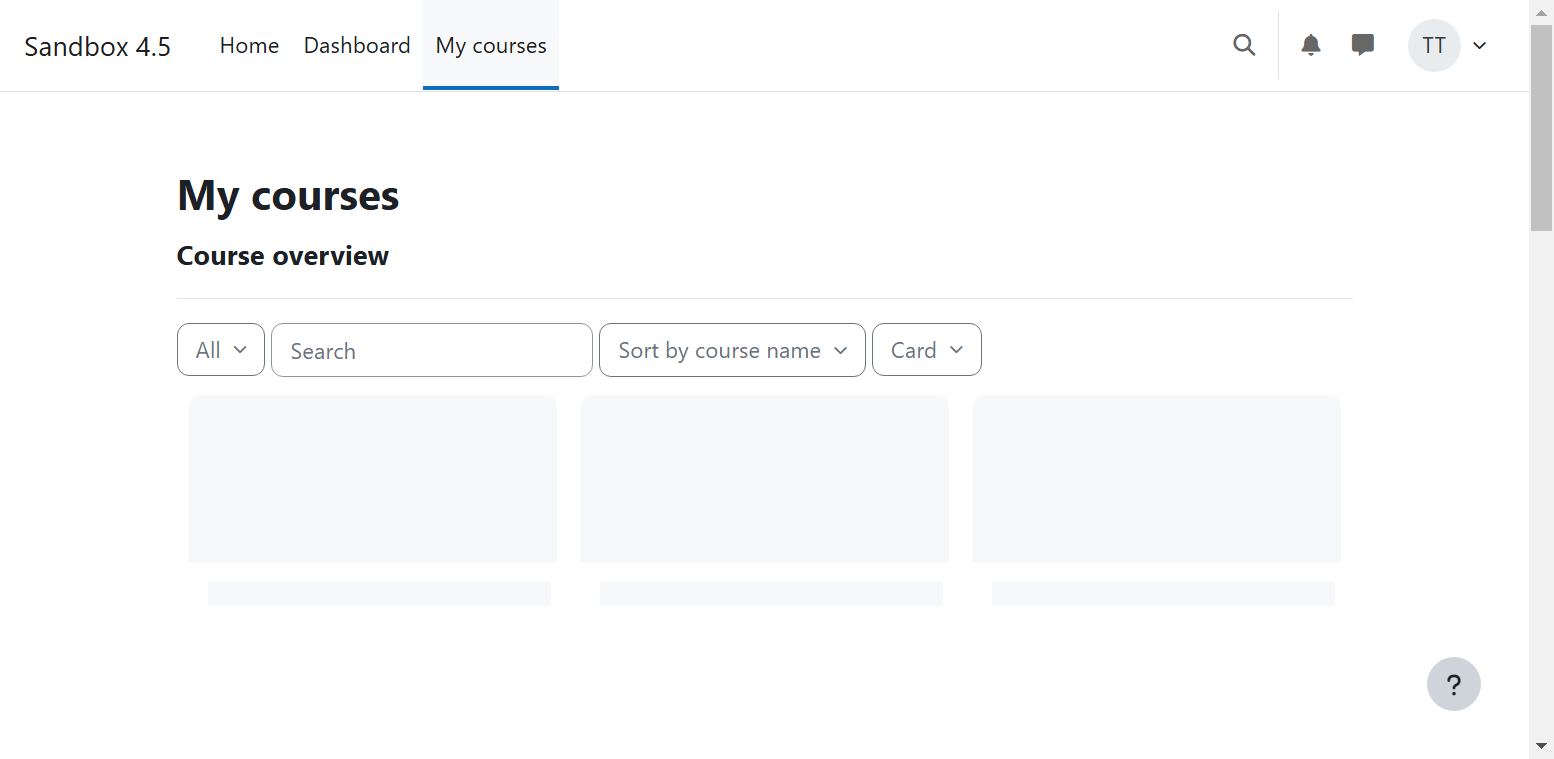 Sandbox 4.5 Home Dashboard My courses TT
My courses
Course overview
All Search Sort by course name Card
?